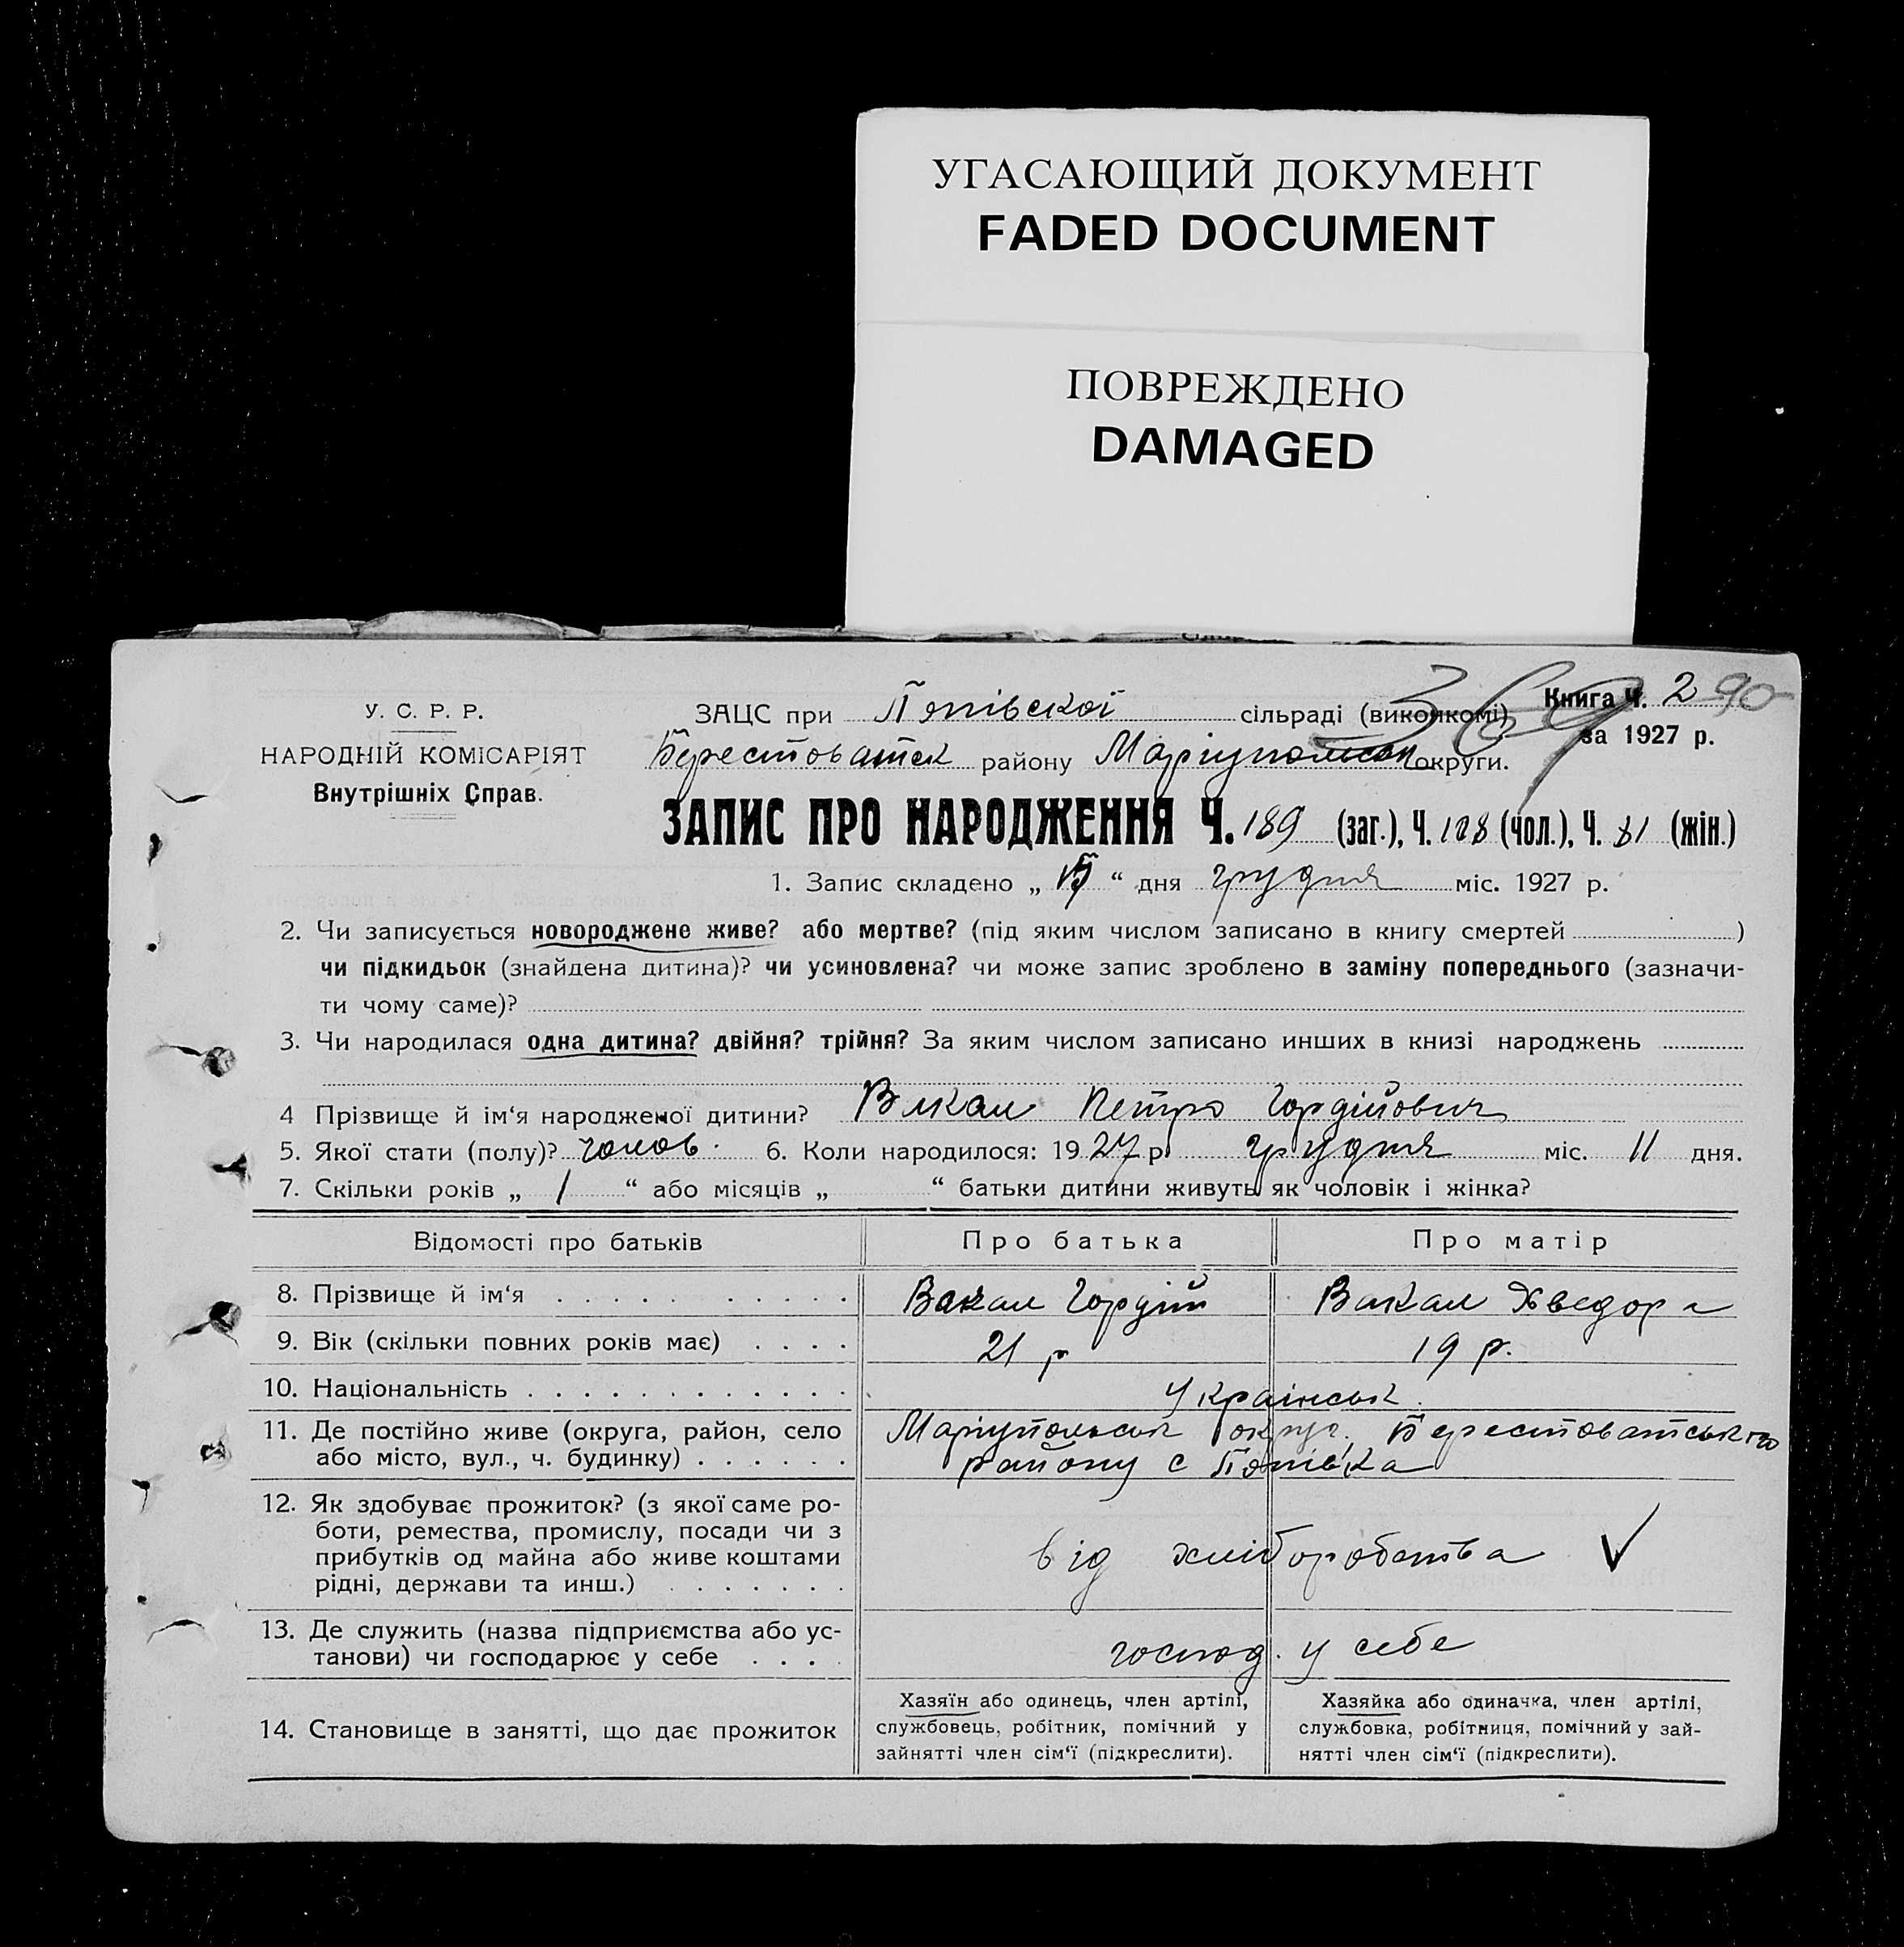 УГАСАЮЩИЙ ДОКУМЕНТ
FADED DOCUMENT
ПОВРЕЖДЕНО
DAMAGED
У. С. Р. Р.
НАРОДНІЙ КОМІСАРІЯТ
Внутрішніх Справ.
ЗАЦС при сільраді (виконкомі)
Книга Ч. 2 90
369
за 1927 р.
Берестоватск району Маріупольськ округи.
ЗАПИС ПРО НАРОДЖЕННЯ Ч. 189 (заг.), Ч. 108 (чол.), Ч. 81 (жін.)
1. Запис складено „ “ дня грудня міс. 1927 р.
2. Чи записується новороджене живе? або мертве? (під яким числом записано в книгу смертей )
чи підкидьок (знайдена дитина)? чи усиновлена? чи може запис зроблено в заміну попереднього (зазначи-
ти чому саме)?
3. Чи народилася одна дитина? двійня? трійня? За яким числом записано инших в книзі народжень
4 Прізвище й ім‘я народженої дитини? Вакал Петро Гордійович
5. Якої стати (полу)? чолов. 6. Коли народилося: 1927 р. грудня міс. 11 дня.
7. Скільки років „ 1 “ або місяців „ “ батьки дитини живуть як чоловік і жінка?
Відомості про батьків Про батька Про матір
8. Прізвище й ім‘я Вакал Гордій Вакал Хведора
9. Вік (скільки повних років має) 21 р 19 р.
10. Національність Українськ.
11. Де постійно живе (округа, район, село
або місто, вул., ч. будинку)
Маріупольськ округ. Берестоватського
району с
12. Як здобуває прожиток? (з якої саме ро-
боти, ремества, промислу, посади чи з
прибутків од майна або живе коштами
рідні, держави та инш.)
від хліборобства
13. Де служить (назва підприємства або ус-
танови) чи господарює у себе
господ. у себе
14. Становище в занятті, що дає прожиток
Хазяїн або одинець, член артілі,
службовець, робітник, помічний у
зайнятті член сім‘ї (підкреслити).
Хазяйка або одиначка, член артілі,
службовка, робітниця, помічний у зай-
нятті член сім‘ї (підкреслити).